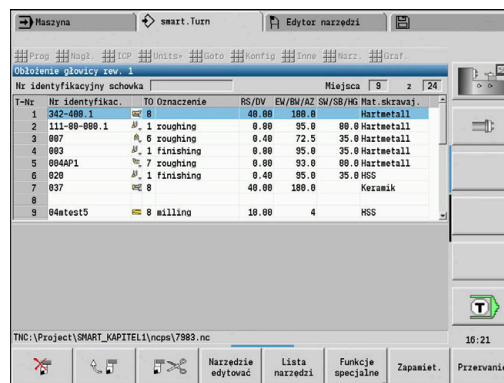 Maszyna smart.Turn Edytor narzędzi
Prog Nagł. ICP Units» Goto Konfig Inne Narz. Graf.
Obłożenie głowicy rew. 1
Nr identyfikacyjny schowka Miejsca 9 z 24
T-Nr Nr identyfikac. TO Oznaczenie RS/DV EW/BW/AZ SW/SB/HG Mat.skrawaj.
1 342-400.1 8 40.00 180.0 Hartmetall
2 111-80-080.1 1 roughing 0.80 95.0 80.0 Hartmetall
3 007 6 roughing 0.40 72.5 35.0 Hartmetall
4 003 1 finishing 0.80 95.0 35.0 Hartmetall
5 004AP1 7 roughing 0.80 93.0 80.0 Hartmetall
6 020 1 finishing 0.40 95.0 35.0 HSS
7 037 8 40.00 180.0 Keramik
8
9 04mtest5 8 milling 10.00 4 HSS
T
TNC:\Project\SMART_KAPITEL1\ncps\7983.nc
16:21
Narzędzie edytować
Lista narzędzi
Funkcje specjalne
Zapamiet.
Przerwanie